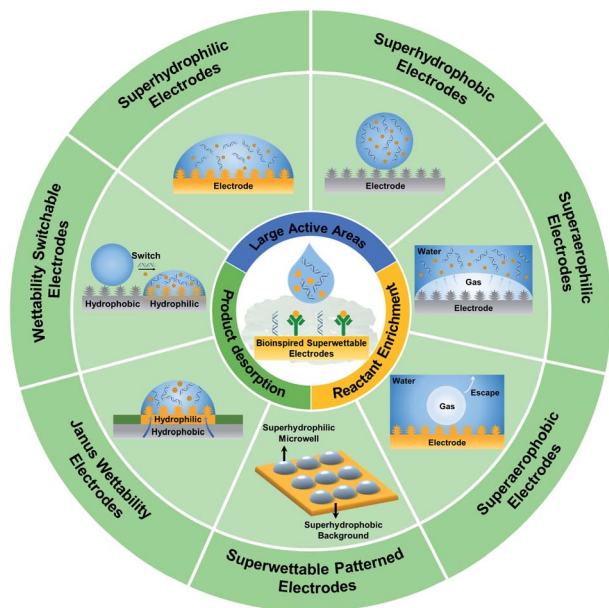 Superhydrophilic
Electrodes
Superhydrophobic
Electrodes
Superaerophilic
Electrodes
Superaerophobic
Electrodes
Superwettable Patterned
Electrodes
Janus Wettability
Electrodes
Wettability Switchable
Electrodes
Electrode
Electrode
Water
Gas
Electrode
Water
Escape
Gas
Electrode
Superhydrophilic
Microwell
Superhydrophobic
Background
Hydrophilic
Hydrophobic
Switch
Hydrophobic
Hydrophilic
Large Active Areas
Reactant Enrichment
Product desorption
Bioinspired Superwettable
Electrodes